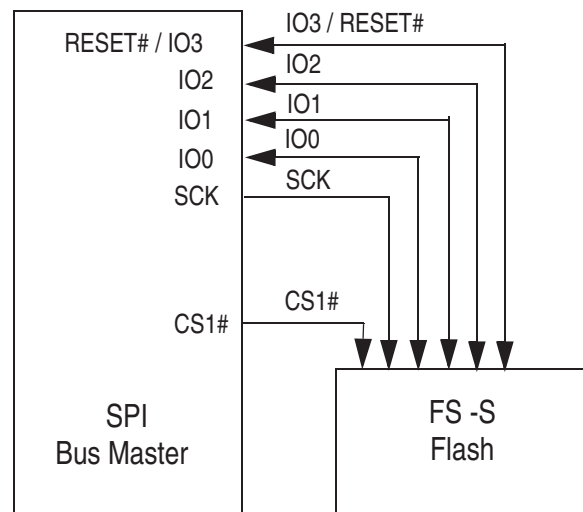 RESET# / IO3
IO3 / RESET#
IO2
IO2
IO1
IO1
IO0
IO0
SCK
SCK
CS1#
CS1#
SPI
Bus Master
FS -S
Flash